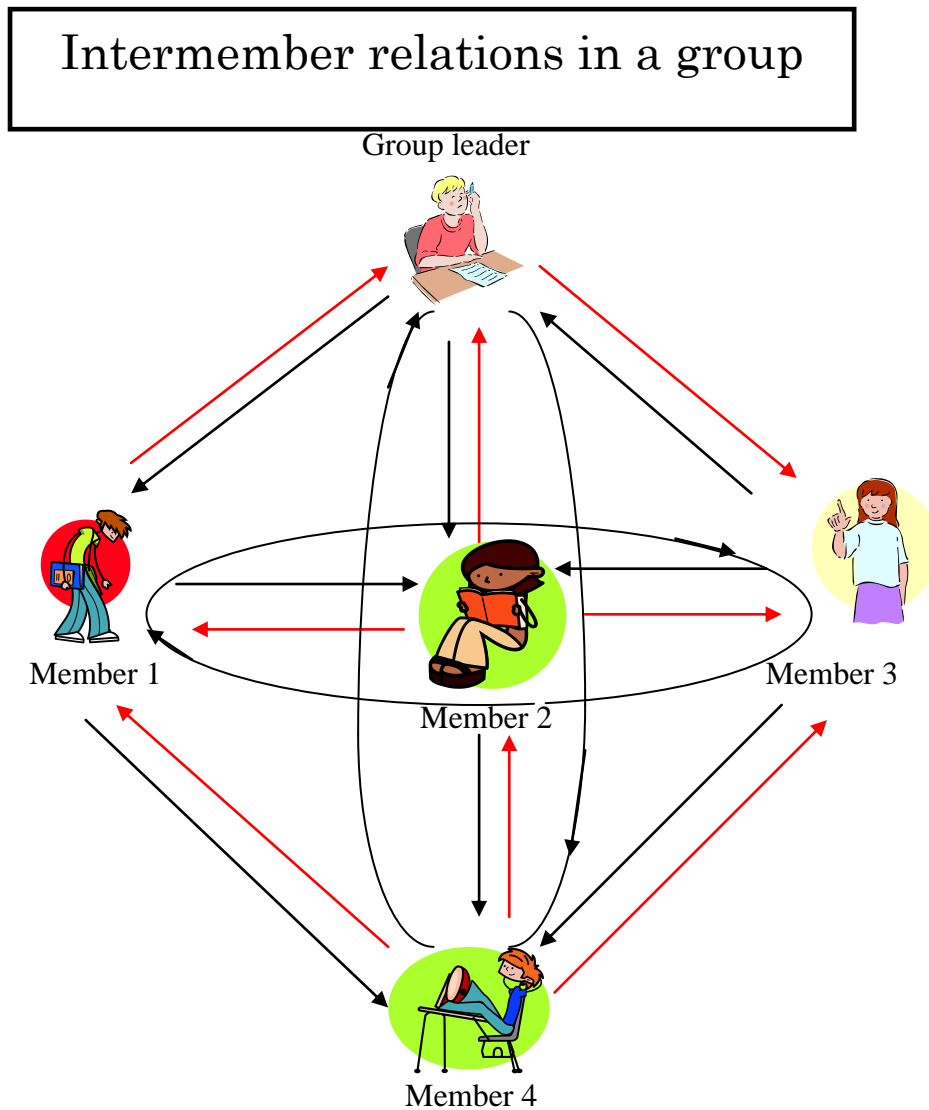 Intermember relations in a group
Group leader
Member 1
Member 3
Member 2
Member 4